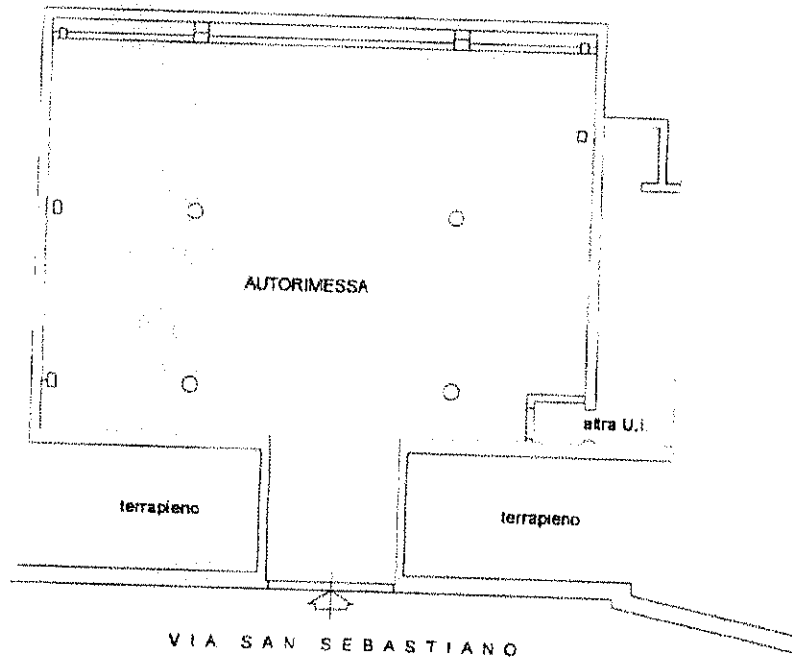 AUTORIMESSA
altra U.I.
terrapieno
terrapieno
VIA SAN SEBASTIANO